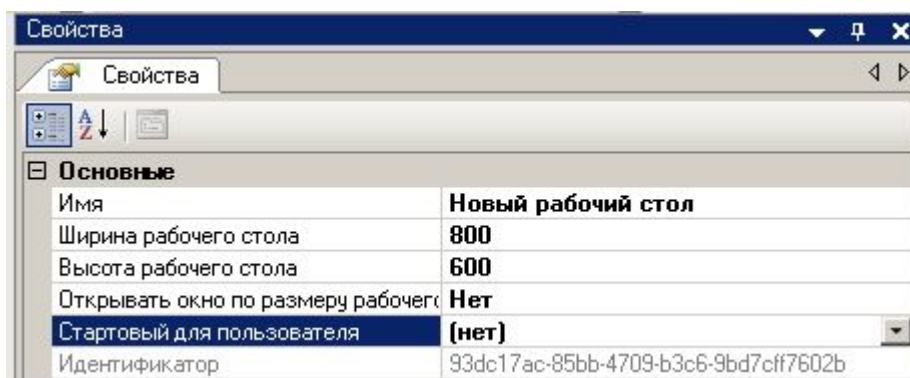 Свойства
Свойства
Основные
Имя Новый рабочий стол
Ширина рабочего стола 800
Высота рабочего стола 600
Открывать окно по размеру рабочего Нет
Стартовый для пользователя (нет)
Идентификатор 93dc17ac-85bb-4709-b3c6-9bd7cff7602b